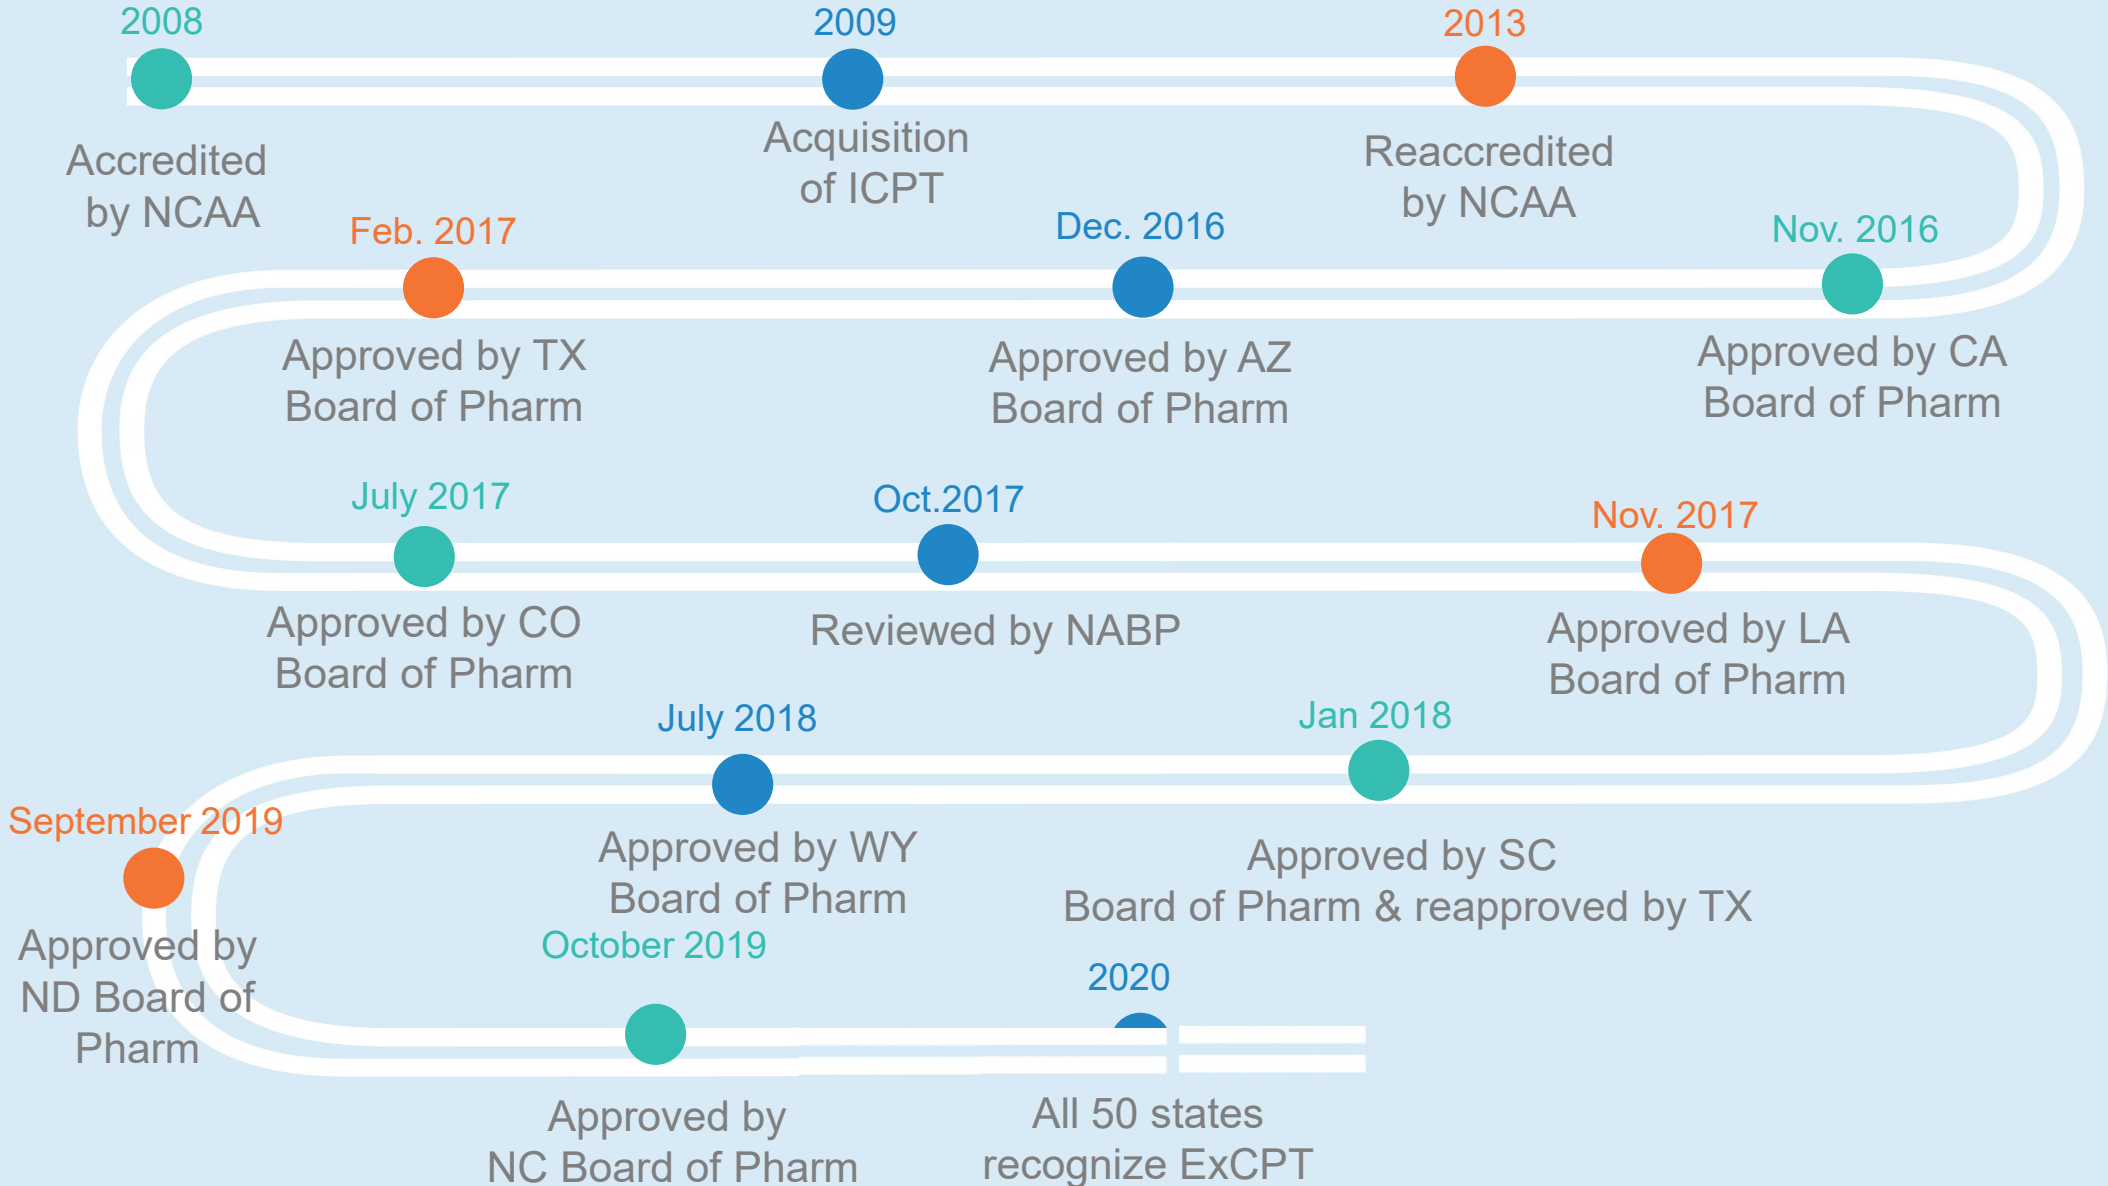 2008
Accredited
by NCAA
2009
Acquisition
of ICPT
2013
Reaccredited
by NCAA
Nov. 2016
Approved by CA
Board of Pharm
Dec. 2016
Approved by AZ
Board of Pharm
Feb. 2017
Approved by TX
Board of Pharm
July 2017
Approved by CO
Board of Pharm
Oct.2017
Reviewed by NABP
Nov. 2017
Approved by LA
Board of Pharm
Jan 2018
Approved by SC
Board of Pharm & reapproved by TX
July 2018
Approved by WY
Board of Pharm
September 2019
Approved by
ND Board of
Pharm
October 2019
Approved by
NC Board of Pharm
2020
All 50 states
recognize ExCPT